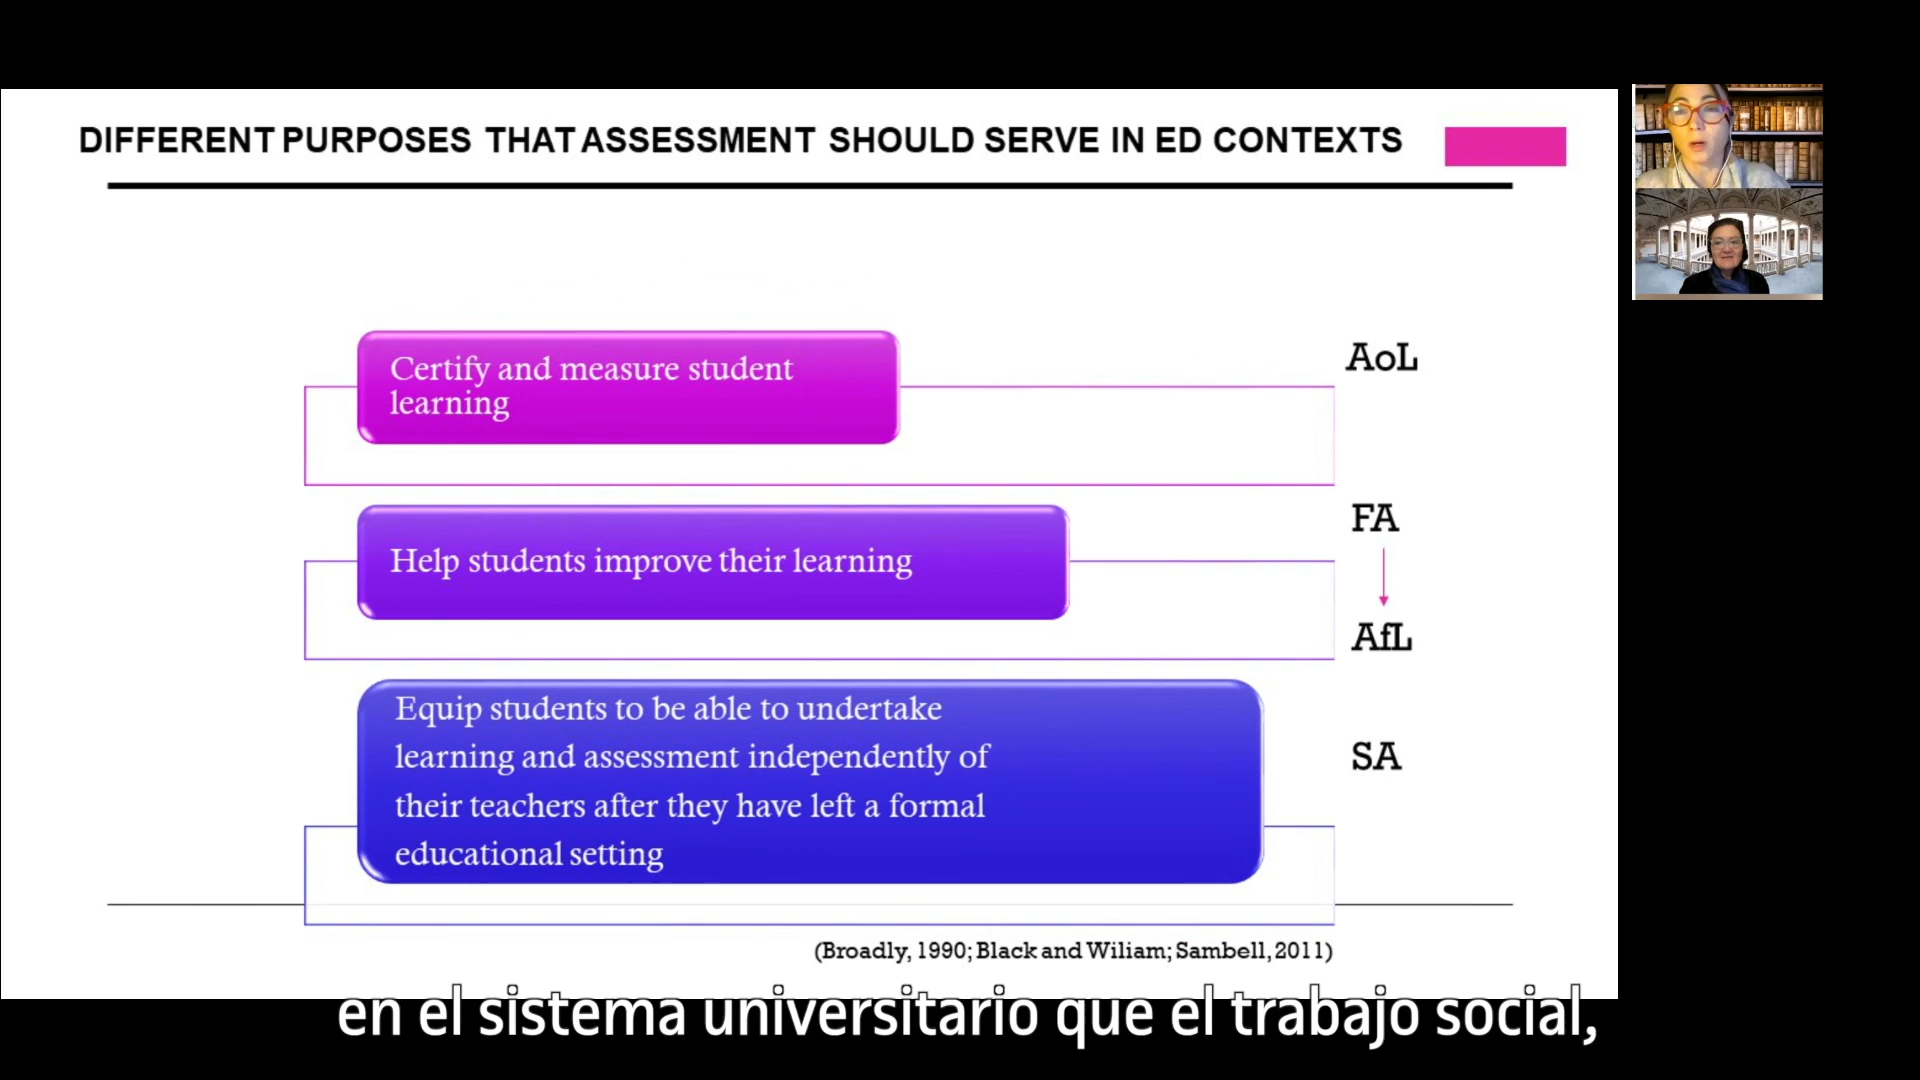 DIFFERENT PURPOSES THAT ASSESSMENT SHOULD SERVE IN ED CONTEXTS
Certify and measure student
learning
AoL
Help students improve their learning
FA
AfL
Equip students to be able to undertake
learning and assessment independently of
their teachers after they have left a formal
educational setting
SA
(Broadly, 1990; Black and Wiliam; Sambell, 2011)
en el sistema universitario que el trabajo social,